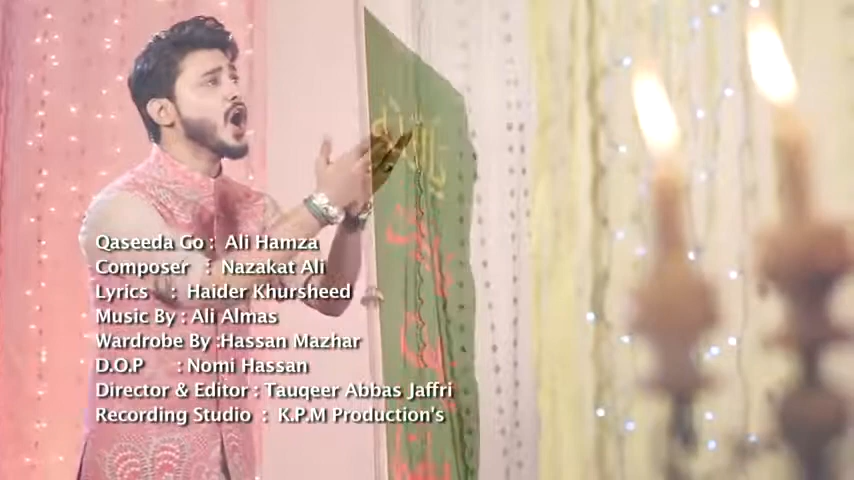 Qaseeda Go : Ali Hamza
Composer : Nazakat Ali
Lyrics : Haider Khursheed
Music By : Ali Almas
Wardrobe By :Hassan Mazhar
D.O.P : Nomi Hassan
Director & Editor : Tauqeer Abbas Jaffri
Recording Studio : K.P.M Production's